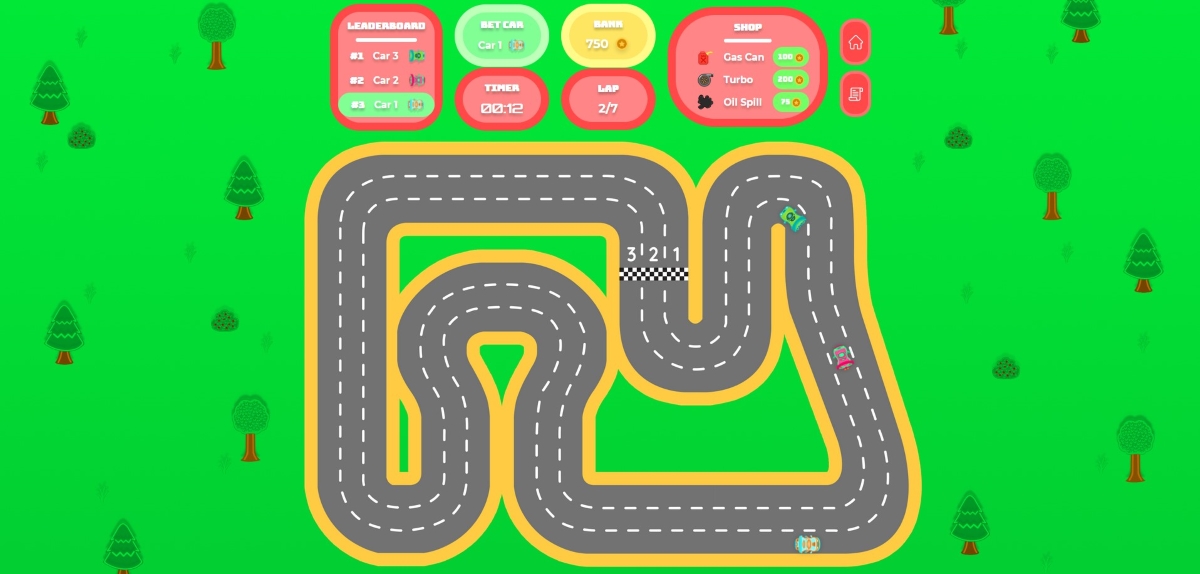 LEADERBOARD
#1 Car 3
#2 Car 2
#3 Car 1
BET CAR
Car 1
BANK
750
TIMER
00:12
LAP
2/7
SHOP
Gas Can 100
Turbo 200
Oil Spill 75
3 2 1